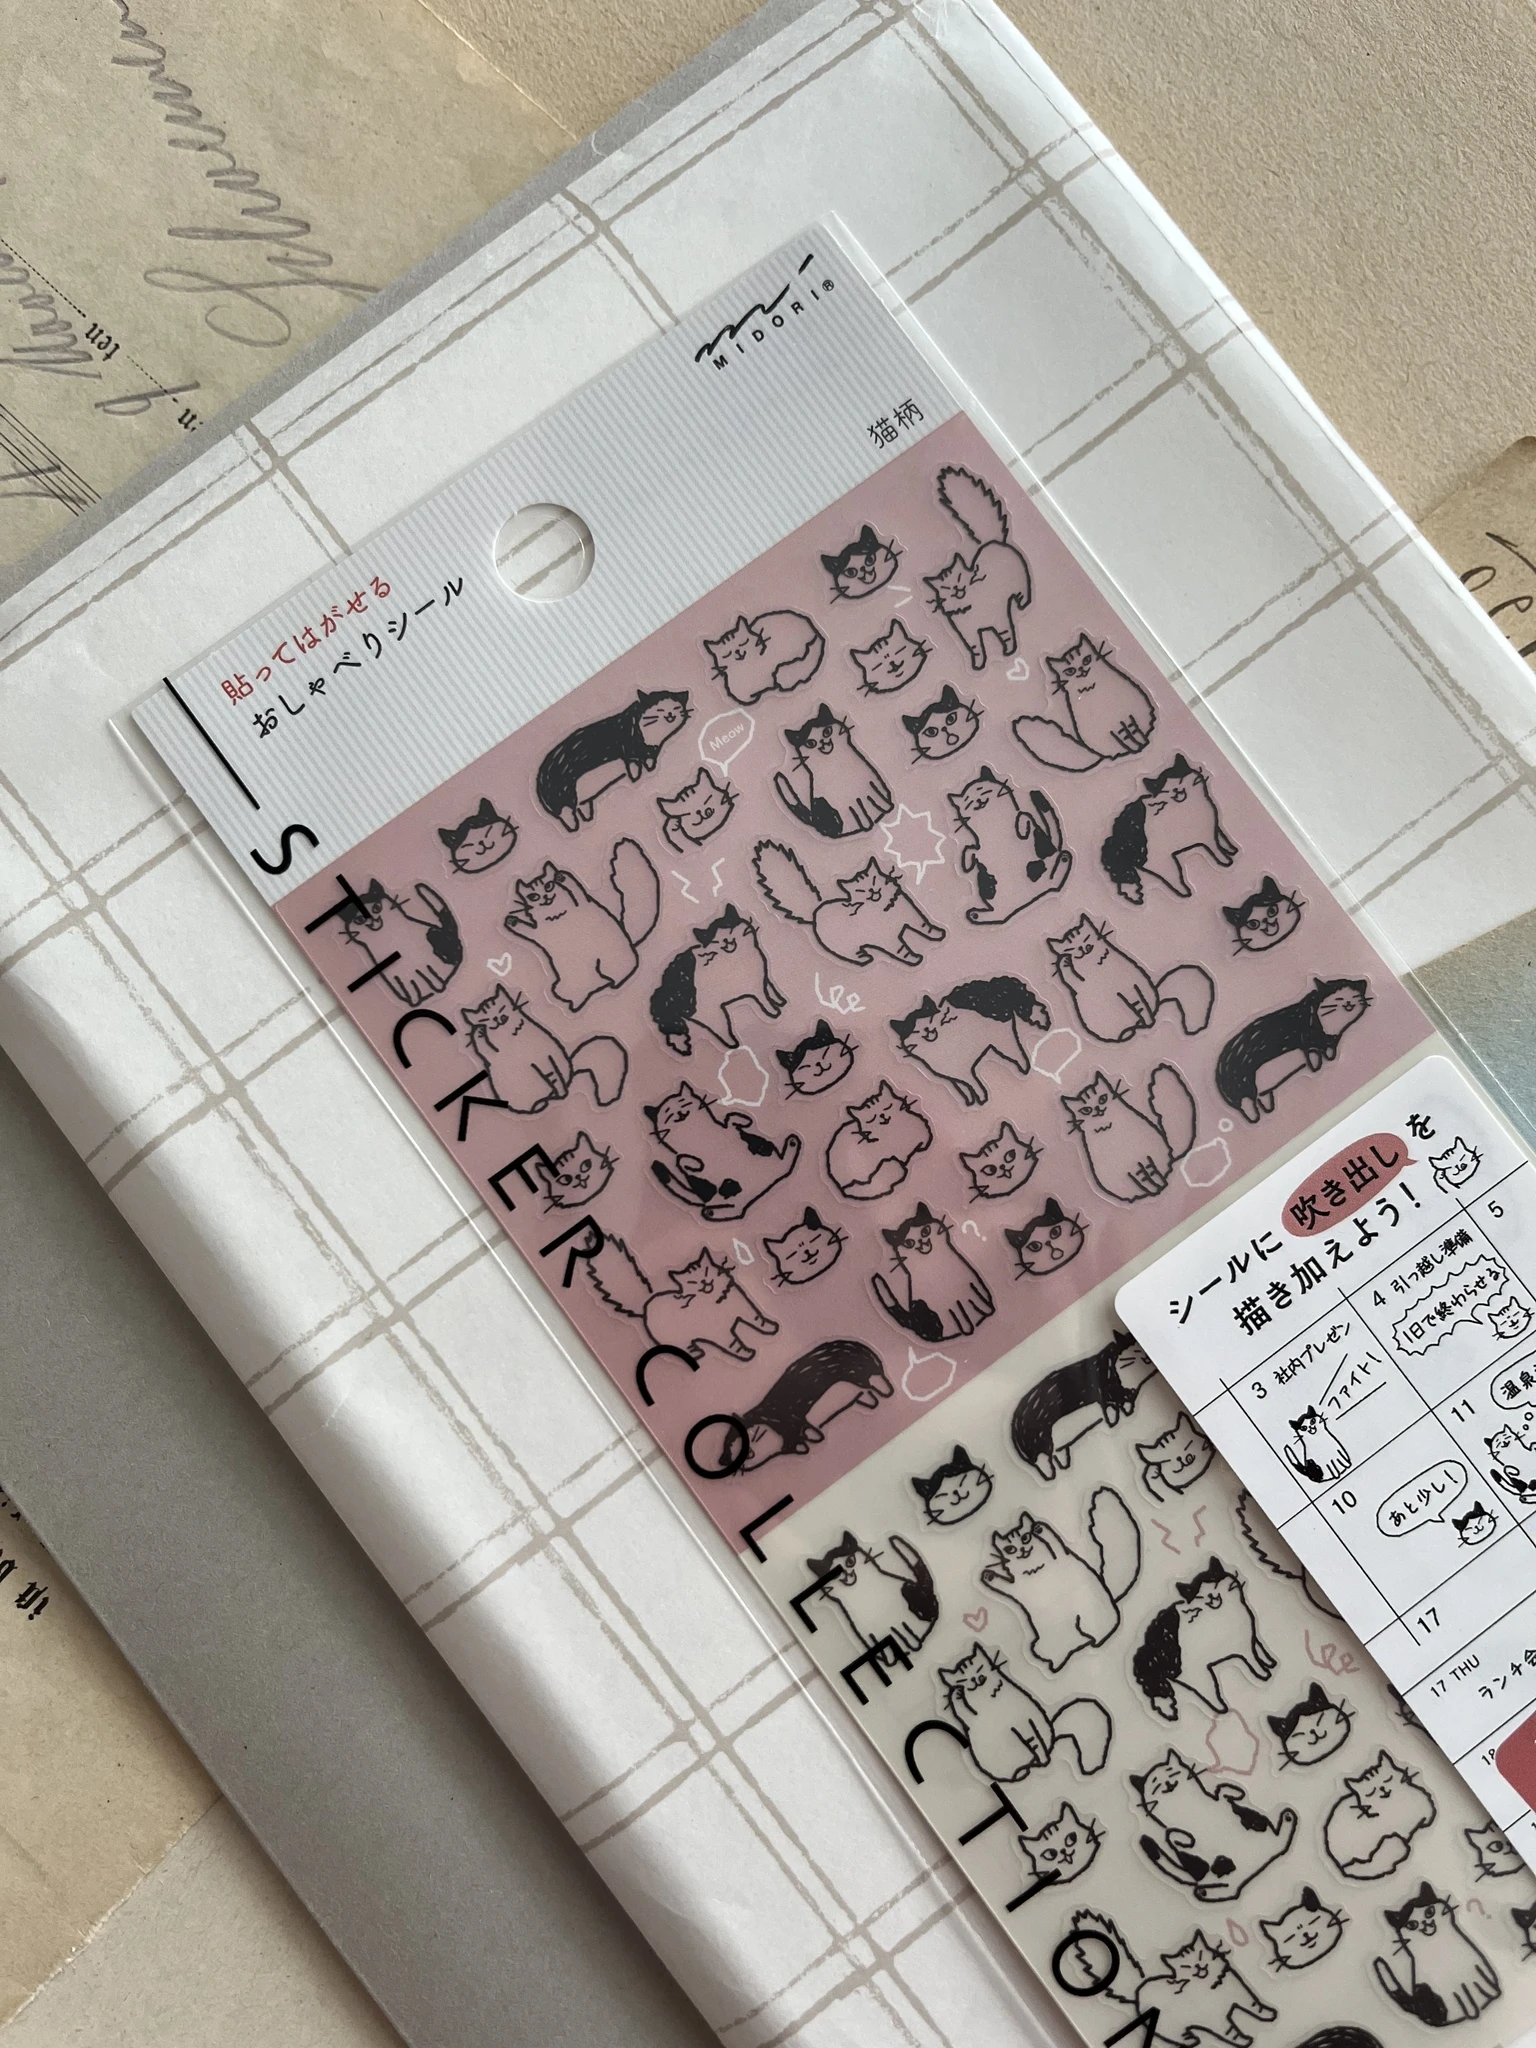 MIDORI®
猫柄
貼ってはがせる
おしゃべりシール
STICKER COLLECTION
Meow
シールに吹き出しを
描き加えよう！
3 社内プレゼン
ファイト!
4 引っ越し準備
1日で終わらせる
5
10
あと少し!
11
温泉
17
17 THU
ランチ会
18
ten